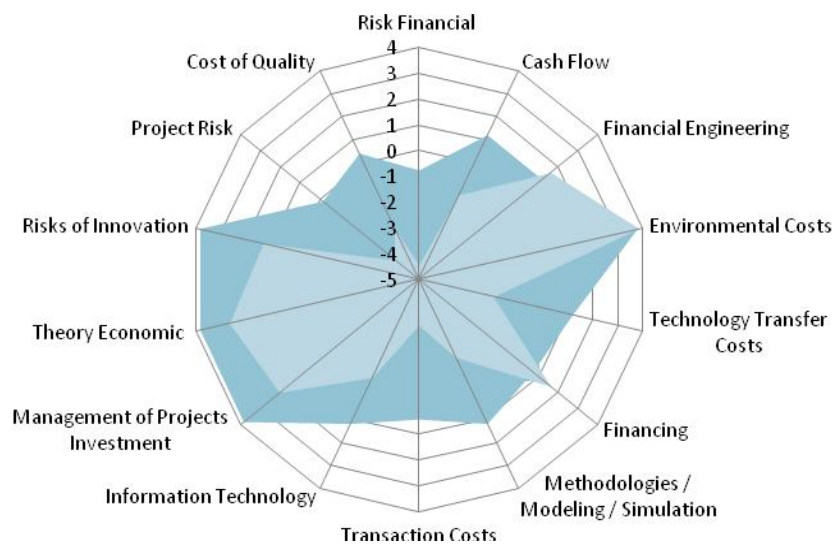 Risk Financial
Cash Flow
Financial Engineering
Environmental Costs
Technology Transfer
Costs
Financing
Methodologies /
Modeling / Simulation
Transaction Costs
Information Technology
Management of Projects
Investment
Theory Economic
Risks of Innovation
Project Risk
Cost of Quality
4
3
2
1
0
-1
-2
-3
-4
-5